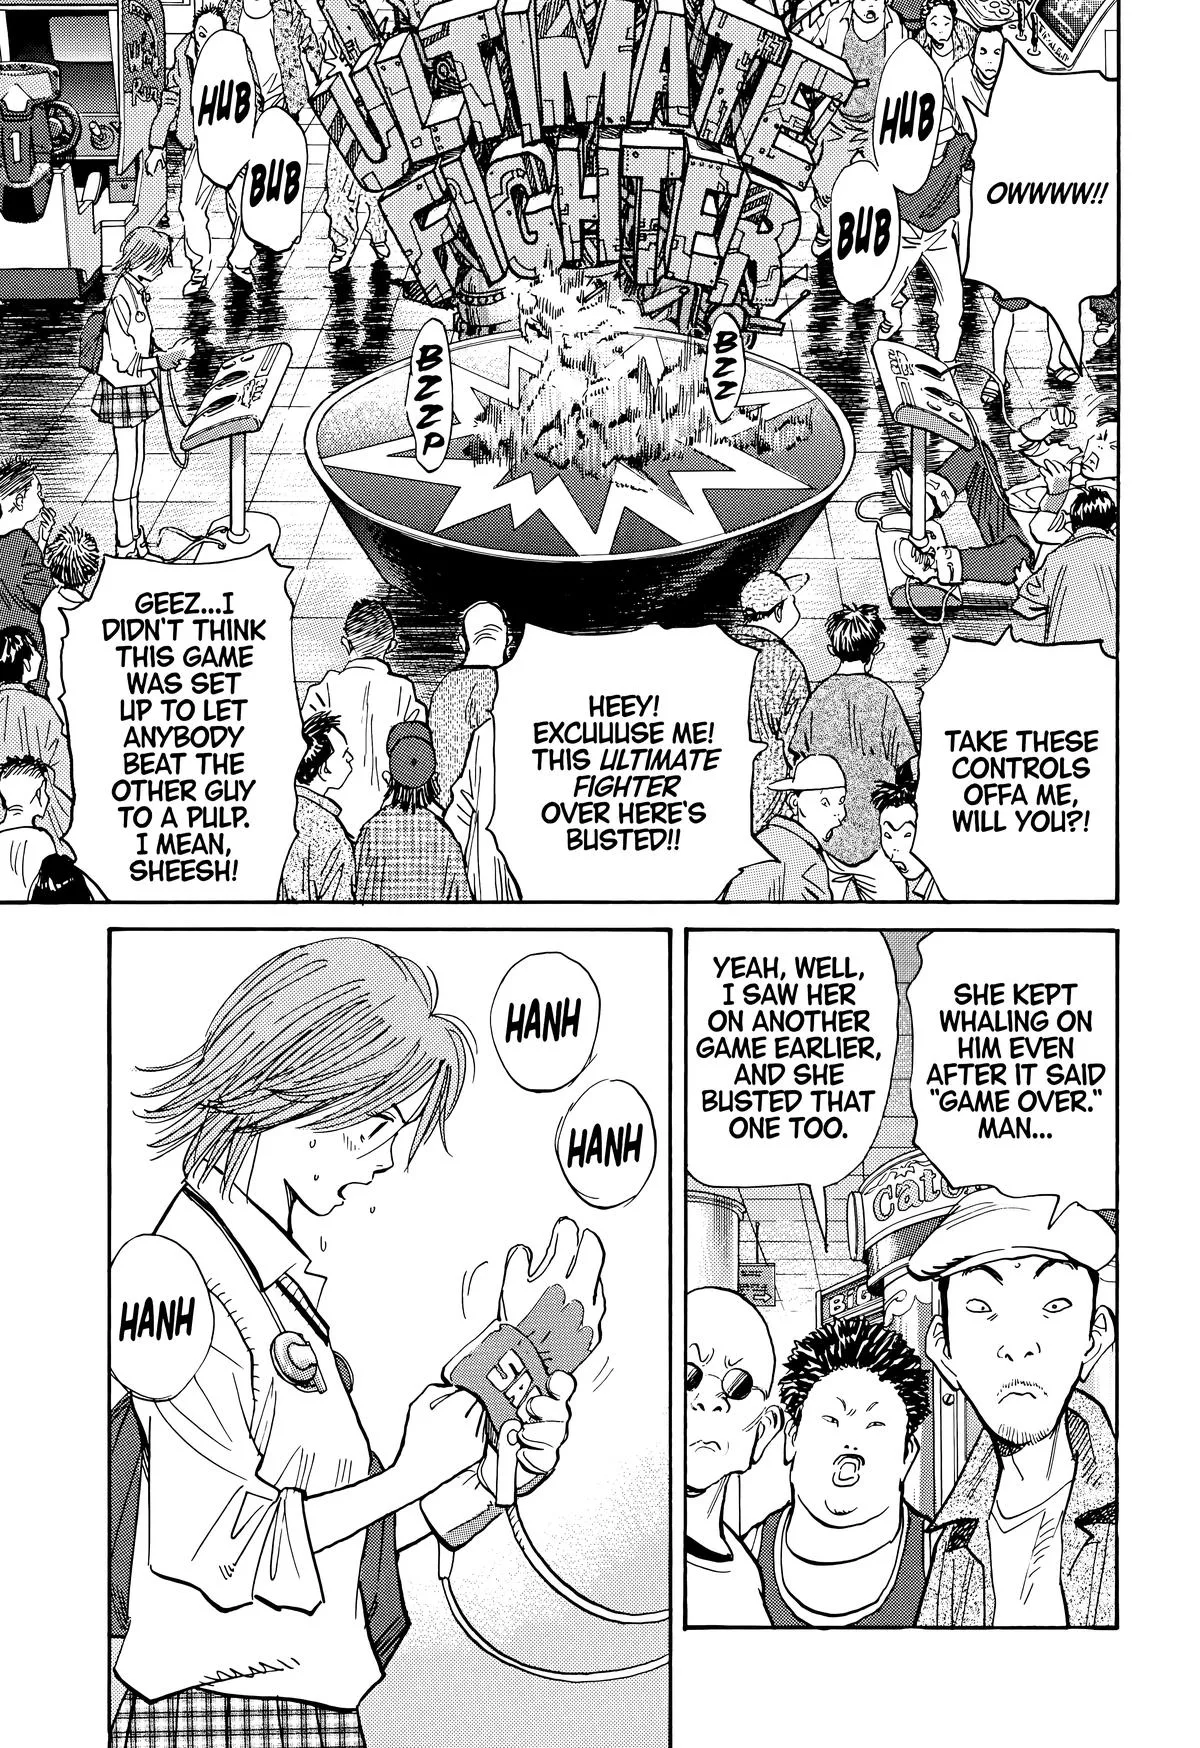 OWWWW!!
HUB
BUB
ULTIMATE
FIGHTER
HUB
BUB
BZZ
BZZP
1
TAKE THESE
CONTROLS
OFFA ME,
WILL YOU?!
HEEY!
EXCUUUSE ME!
THIS ULTIMATE
FIGHTER
OVER HERE'S
BUSTED!!
GEEZ...I
DIDN'T THINK
THIS GAME
WAS SET
UP TO LET
ANYBODY
BEAT THE
OTHER GUY
TO A PULP.
I MEAN,
SHEESH!
SHE KEPT
WHALING ON
HIM EVEN
AFTER IT SAID
"GAME OVER."
MAN...
YEAH, WELL,
I SAW HER
ON ANOTHER
GAME EARLIER,
AND SHE
BUSTED THAT
ONE TOO.
BIG
HANH
HANH
HANH